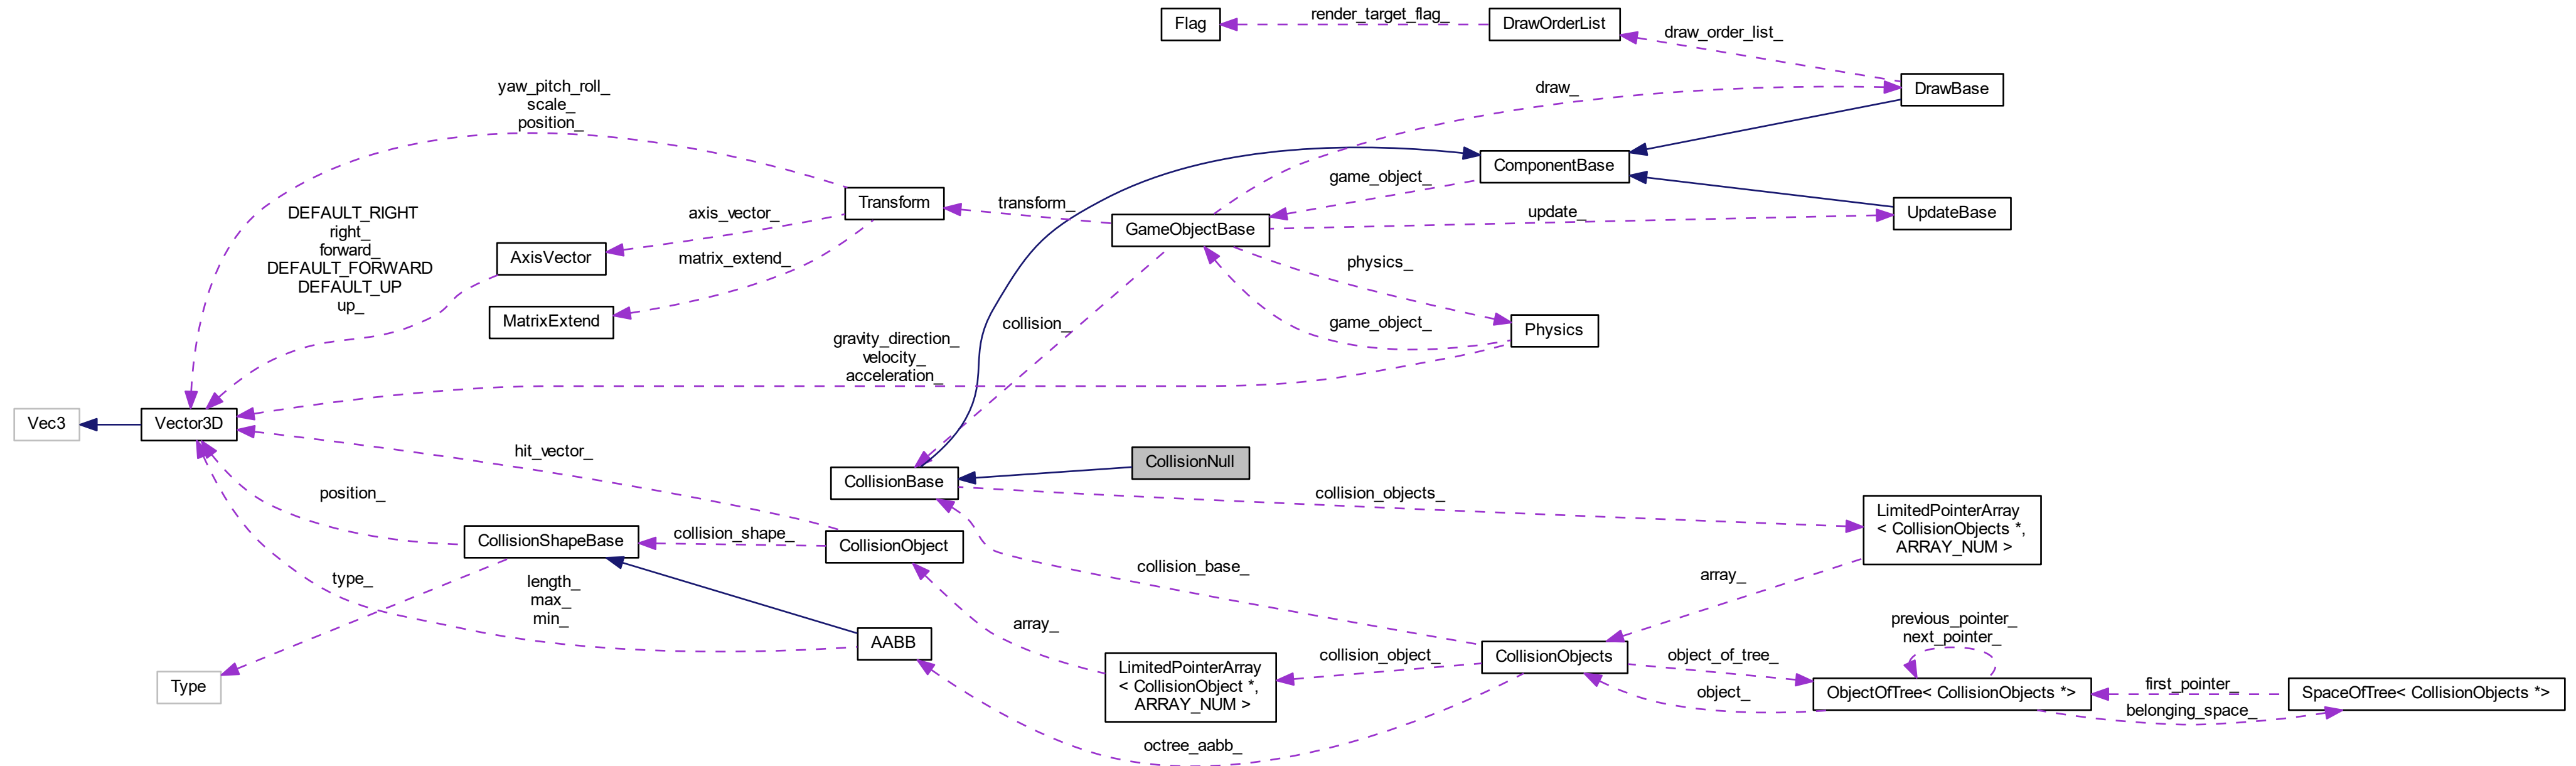 Flag
render_target_flag_
DrawOrderList
draw_order_list_
DrawBase
draw_
yaw_pitch_roll_
scale_
position_
ComponentBase
game_object_
Transform
transform_
axis_vector_
GameObjectBase
update_
UpdateBase
DEFAULT_RIGHT
right_
forward_
DEFAULT_FORWARD
DEFAULT_UP
up_
AxisVector
matrix_extend_
physics_
MatrixExtend
collision_
game_object_
Physics
gravity_direction_
velocity_
acceleration_
Vec3
Vector3D
hit_vector_
CollisionNull
CollisionBase
position_
collision_objects_
LimitedPointerArray
< CollisionObjects *,
ARRAY_NUM >
CollisionShapeBase
collision_shape_
CollisionObject
collision_base_
array_
type_
length_
max_
min_
AABB
array_
CollisionObjects
previous_pointer_
next_pointer_
object_of_tree_
collision_object_
LimitedPointerArray
< CollisionObject *,
ARRAY_NUM >
Type
object_
ObjectOfTree< CollisionObjects *>
first_pointer_
belonging_space_
SpaceOfTree< CollisionObjects *>
octree_aabb_